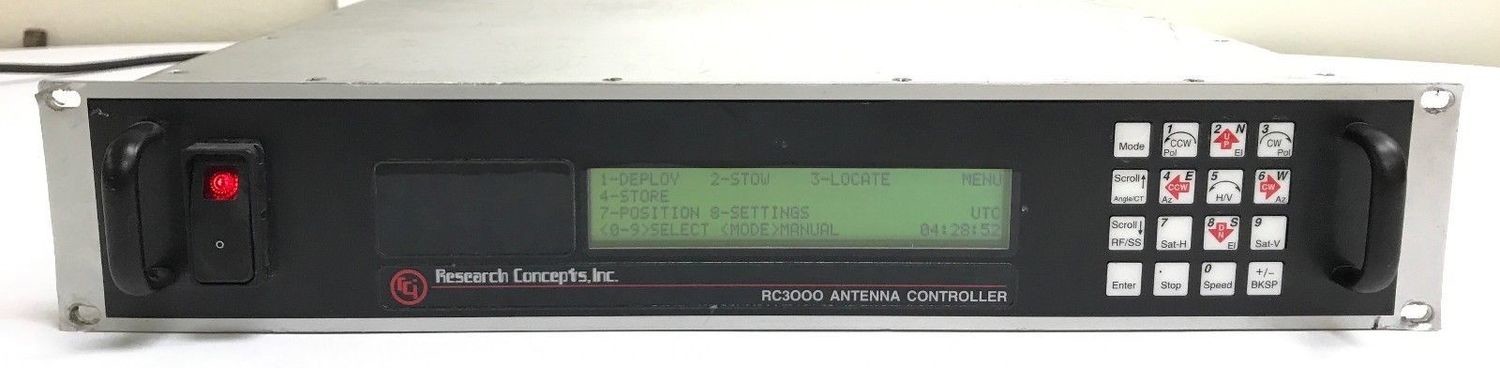 1-DEPLOY 2-STOW 3-LOCATE MENU
4-STORE
7-POSITION 8-SETTINGS UTC
<0-9>SELECT <MODE>MANUAL 04:28:52
rci Research Concepts, Inc.
RC3000 ANTENNA CONTROLLER
O
Mode
1 CCW Pol
2 N UP El
3 CW Pol
Scroll↑ Angle/CT
4 E CCW Az
5 H/V
6 W CW Az
Scroll↓ RF/SS
7 Sat-H
8 S DN El
9 Sat-V
Enter
. Stop
0 Speed
+/– BKSP